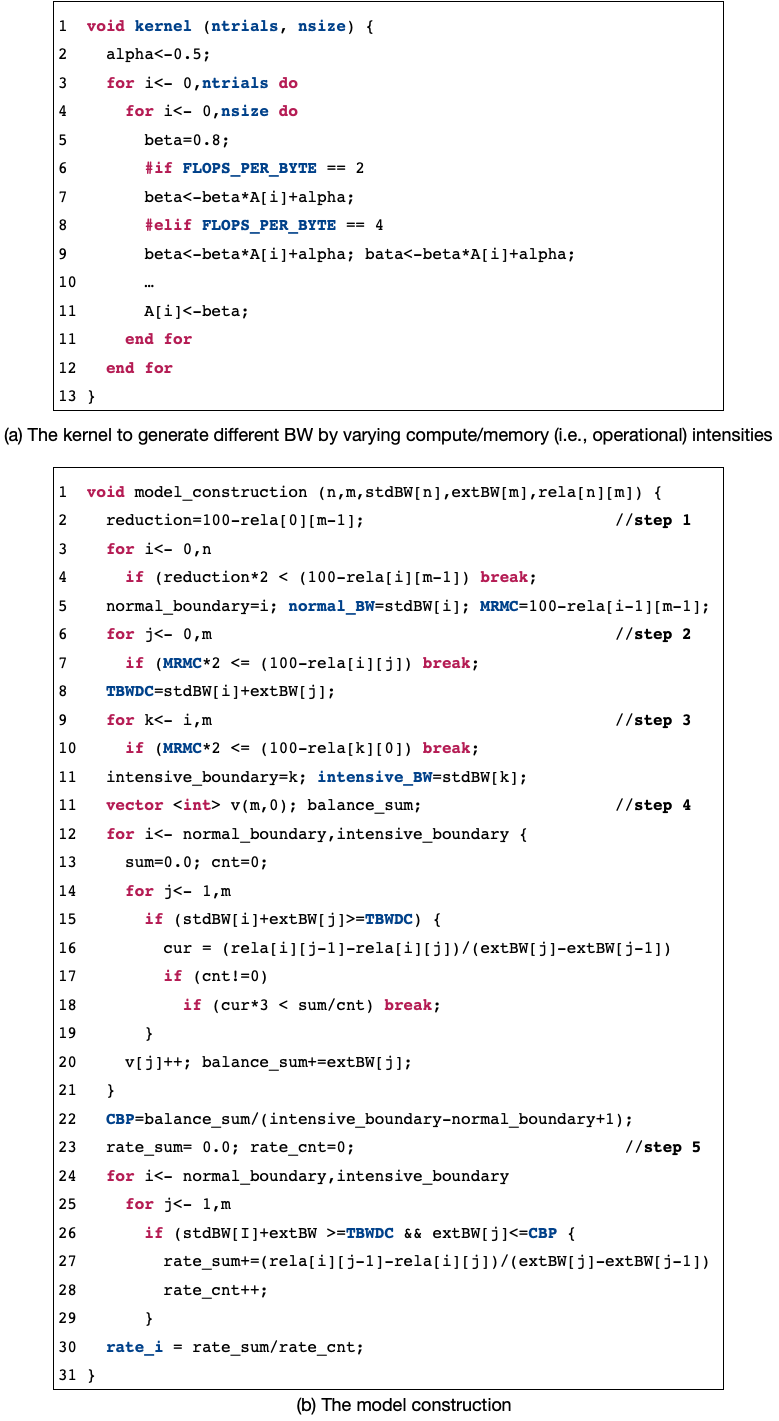 1 void kernel (ntrials, nsize) {
2 alpha<-0.5;
3 for i<- 0,ntrials do
4 for i<- 0,nsize do
5 beta=0.8;
6 #if FLOPS_PER_BYTE == 2
7 beta<-beta*A[i]+alpha;
8 #elif FLOPS_PER_BYTE == 4
9 beta<-beta*A[i]+alpha; bata<-beta*A[i]+alpha;
10 …
11 A[i]<-beta;
11 end for
12 end for
13 }
(a) The kernel to generate different BW by varying compute/memory (i.e., operational) intensities
1 void model_construction (n,m,stdBW[n],extBW[m],rela[n][m]) {
2 reduction=100-rela[0][m-1]; //step 1
3 for i<- 0,n
4 if (reduction*2 < (100-rela[i][m-1]) break;
5 normal_boundary=i; normal_BW=stdBW[i]; MRMC=100-rela[i-1][m-1];
6 for j<- 0,m //step 2
7 if (MRMC*2 <= (100-rela[i][j]) break;
8 TBWDC=stdBW[i]+extBW[j];
9 for k<- i,m //step 3
10 if (MRMC*2 <= (100-rela[k][0]) break;
11 intensive_boundary=k; intensive_BW=stdBW[k];
11 vector <int> v(m,0); balance_sum; //step 4
12 for i<- normal_boundary,intensive_boundary {
13 sum=0.0; cnt=0;
14 for j<- 1,m
15 if (stdBW[i]+extBW[j]>=TBWDC) {
16 cur = (rela[i][j-1]-rela[i][j])/(extBW[j]-extBW[j-1])
17 if (cnt!=0)
18 if (cur*3 < sum/cnt) break;
19 }
20 v[j]++; balance_sum+=extBW[j];
21 }
22 CBP=balance_sum/(intensive_boundary-normal_boundary+1);
23 rate_sum= 0.0; rate_cnt=0; //step 5
24 for i<- normal_boundary,intensive_boundary
25 for j<- 1,m
26 if (stdBW[I]+extBW >=TBWDC && extBW[j]<=CBP {
27 rate_sum+=(rela[i][j-1]-rela[i][j])/(extBW[j]-extBW[j-1])
28 rate_cnt++;
29 }
30 rate_i = rate_sum/rate_cnt;
31 }
(b) The model construction